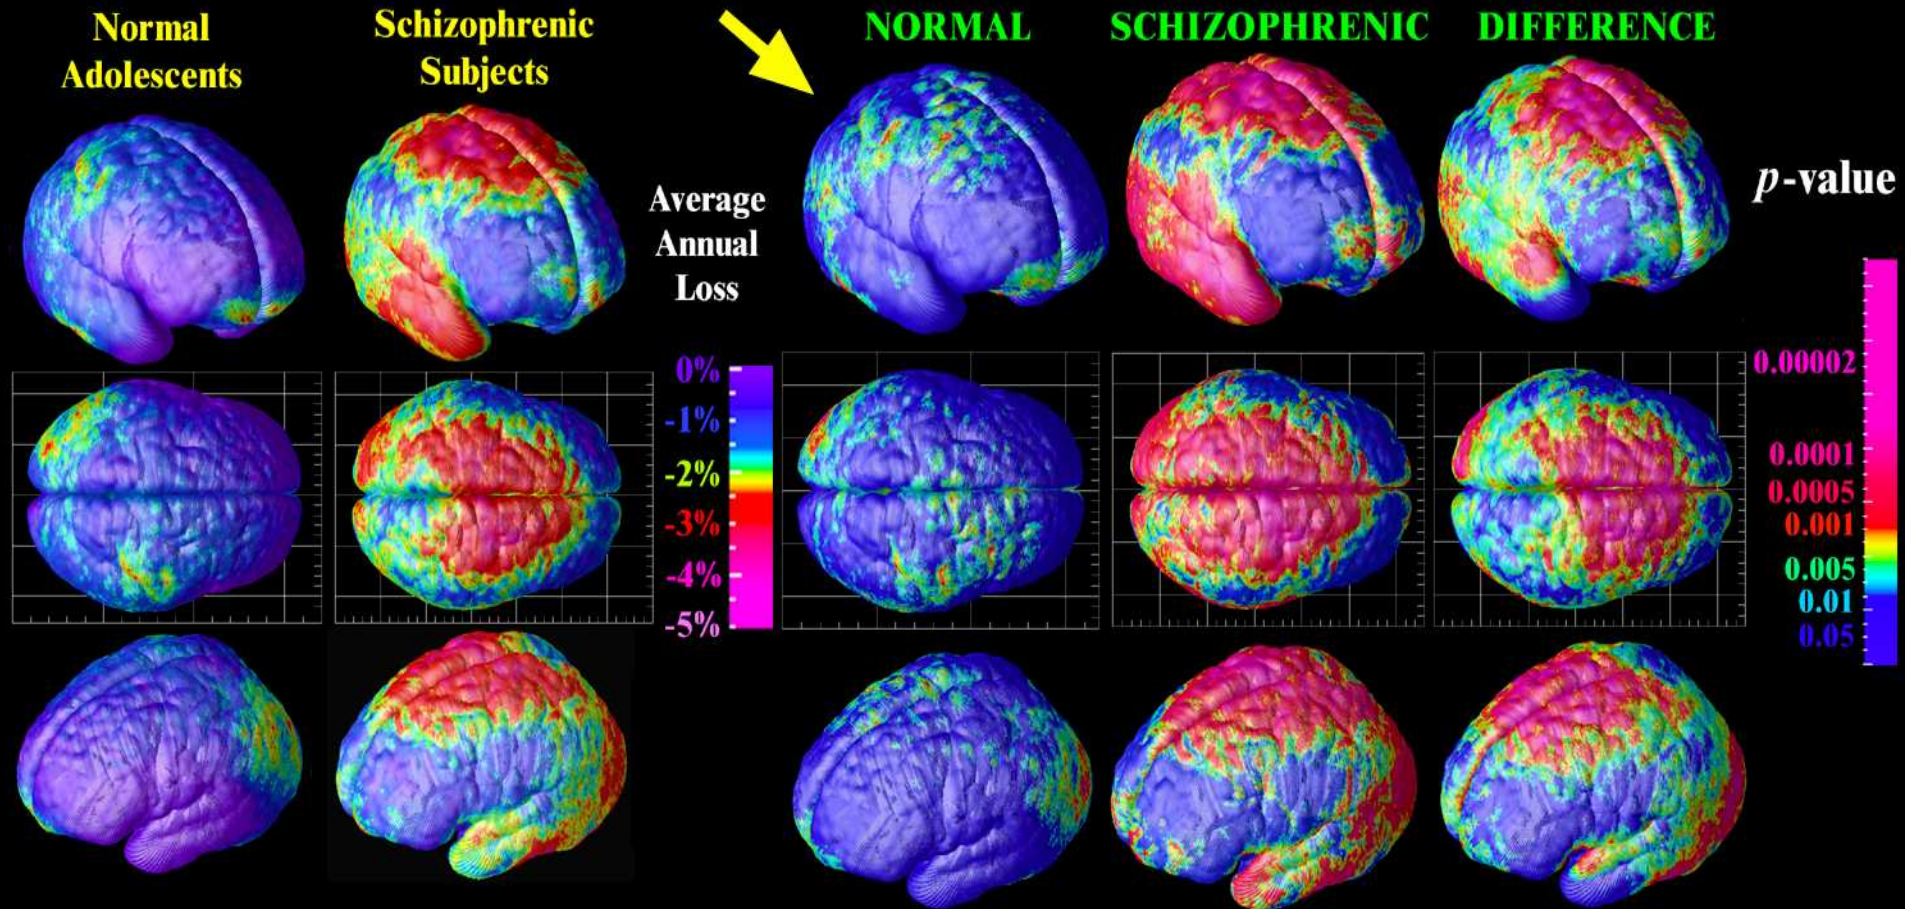 Normal
Adolescents
Schizophrenic
Subjects
NORMAL
SCHIZOPHRENIC
DIFFERENCE
Average
Annual
Loss
p-value
0%
-1%
-2%
-3%
-4%
-5%
0.00002
0.0001
0.0005
0.001
0.005
0.01
0.05